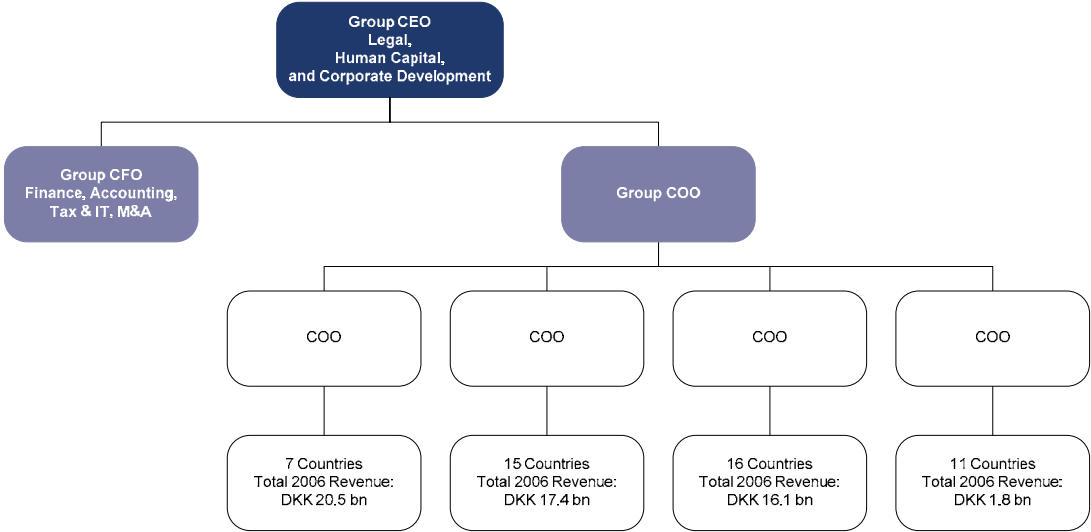 Group CEO
Legal,
Human Capital,
and Corporate Development
Group CFO
Finance, Accounting,
Tax & IT, M&A
Group COO
COO
COO
COO
COO
7 Countries
Total 2006 Revenue:
DKK 20.5 bn
15 Countries
Total 2006 Revenue:
DKK 17.4 bn
16 Countries
Total 2006 Revenue:
DKK 16.1 bn
11 Countries
Total 2006 Revenue:
DKK 1.8 bn